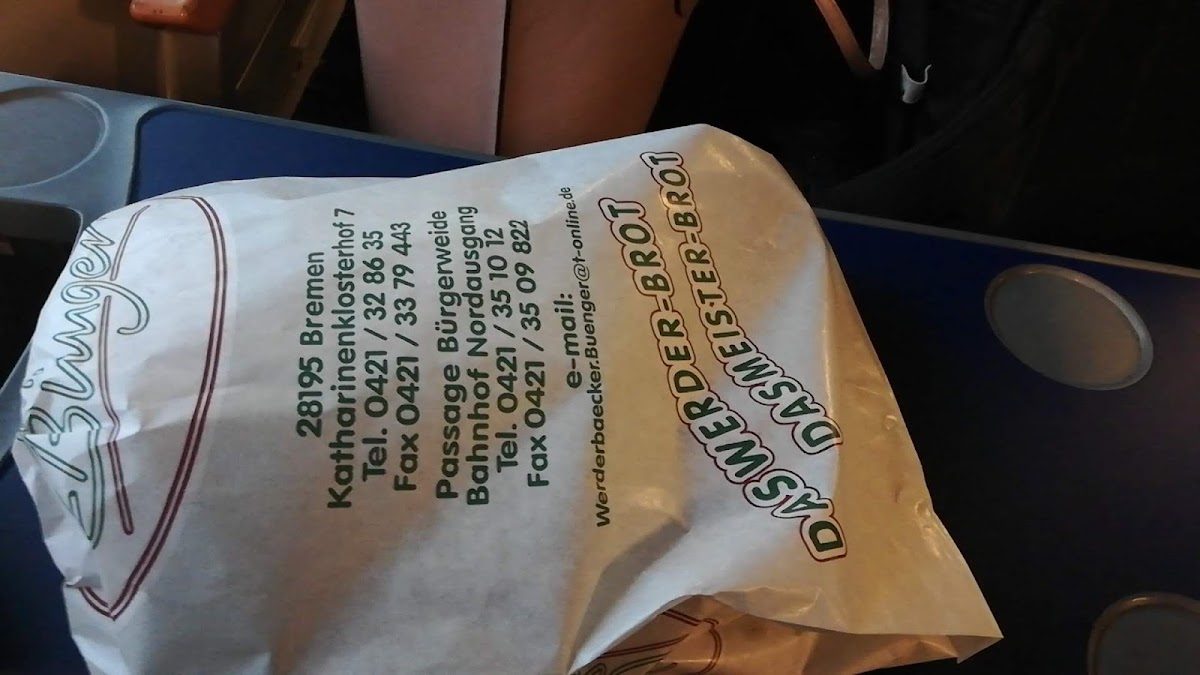 Bünger
28195 Bremen
Katharinenklosterhof 7
Tel. 0421 / 32 86 35
Fax 0421 / 33 79 443
Passage Bürgerweide
Bahnhof Nordausgang
Tel. 0421 / 35 10 12
Fax 0421 / 35 09 822
e-mail:
Werderbaecker.Buenger@t-online.de
DAS WERDER-BROT
DAS MEISTER-BROT